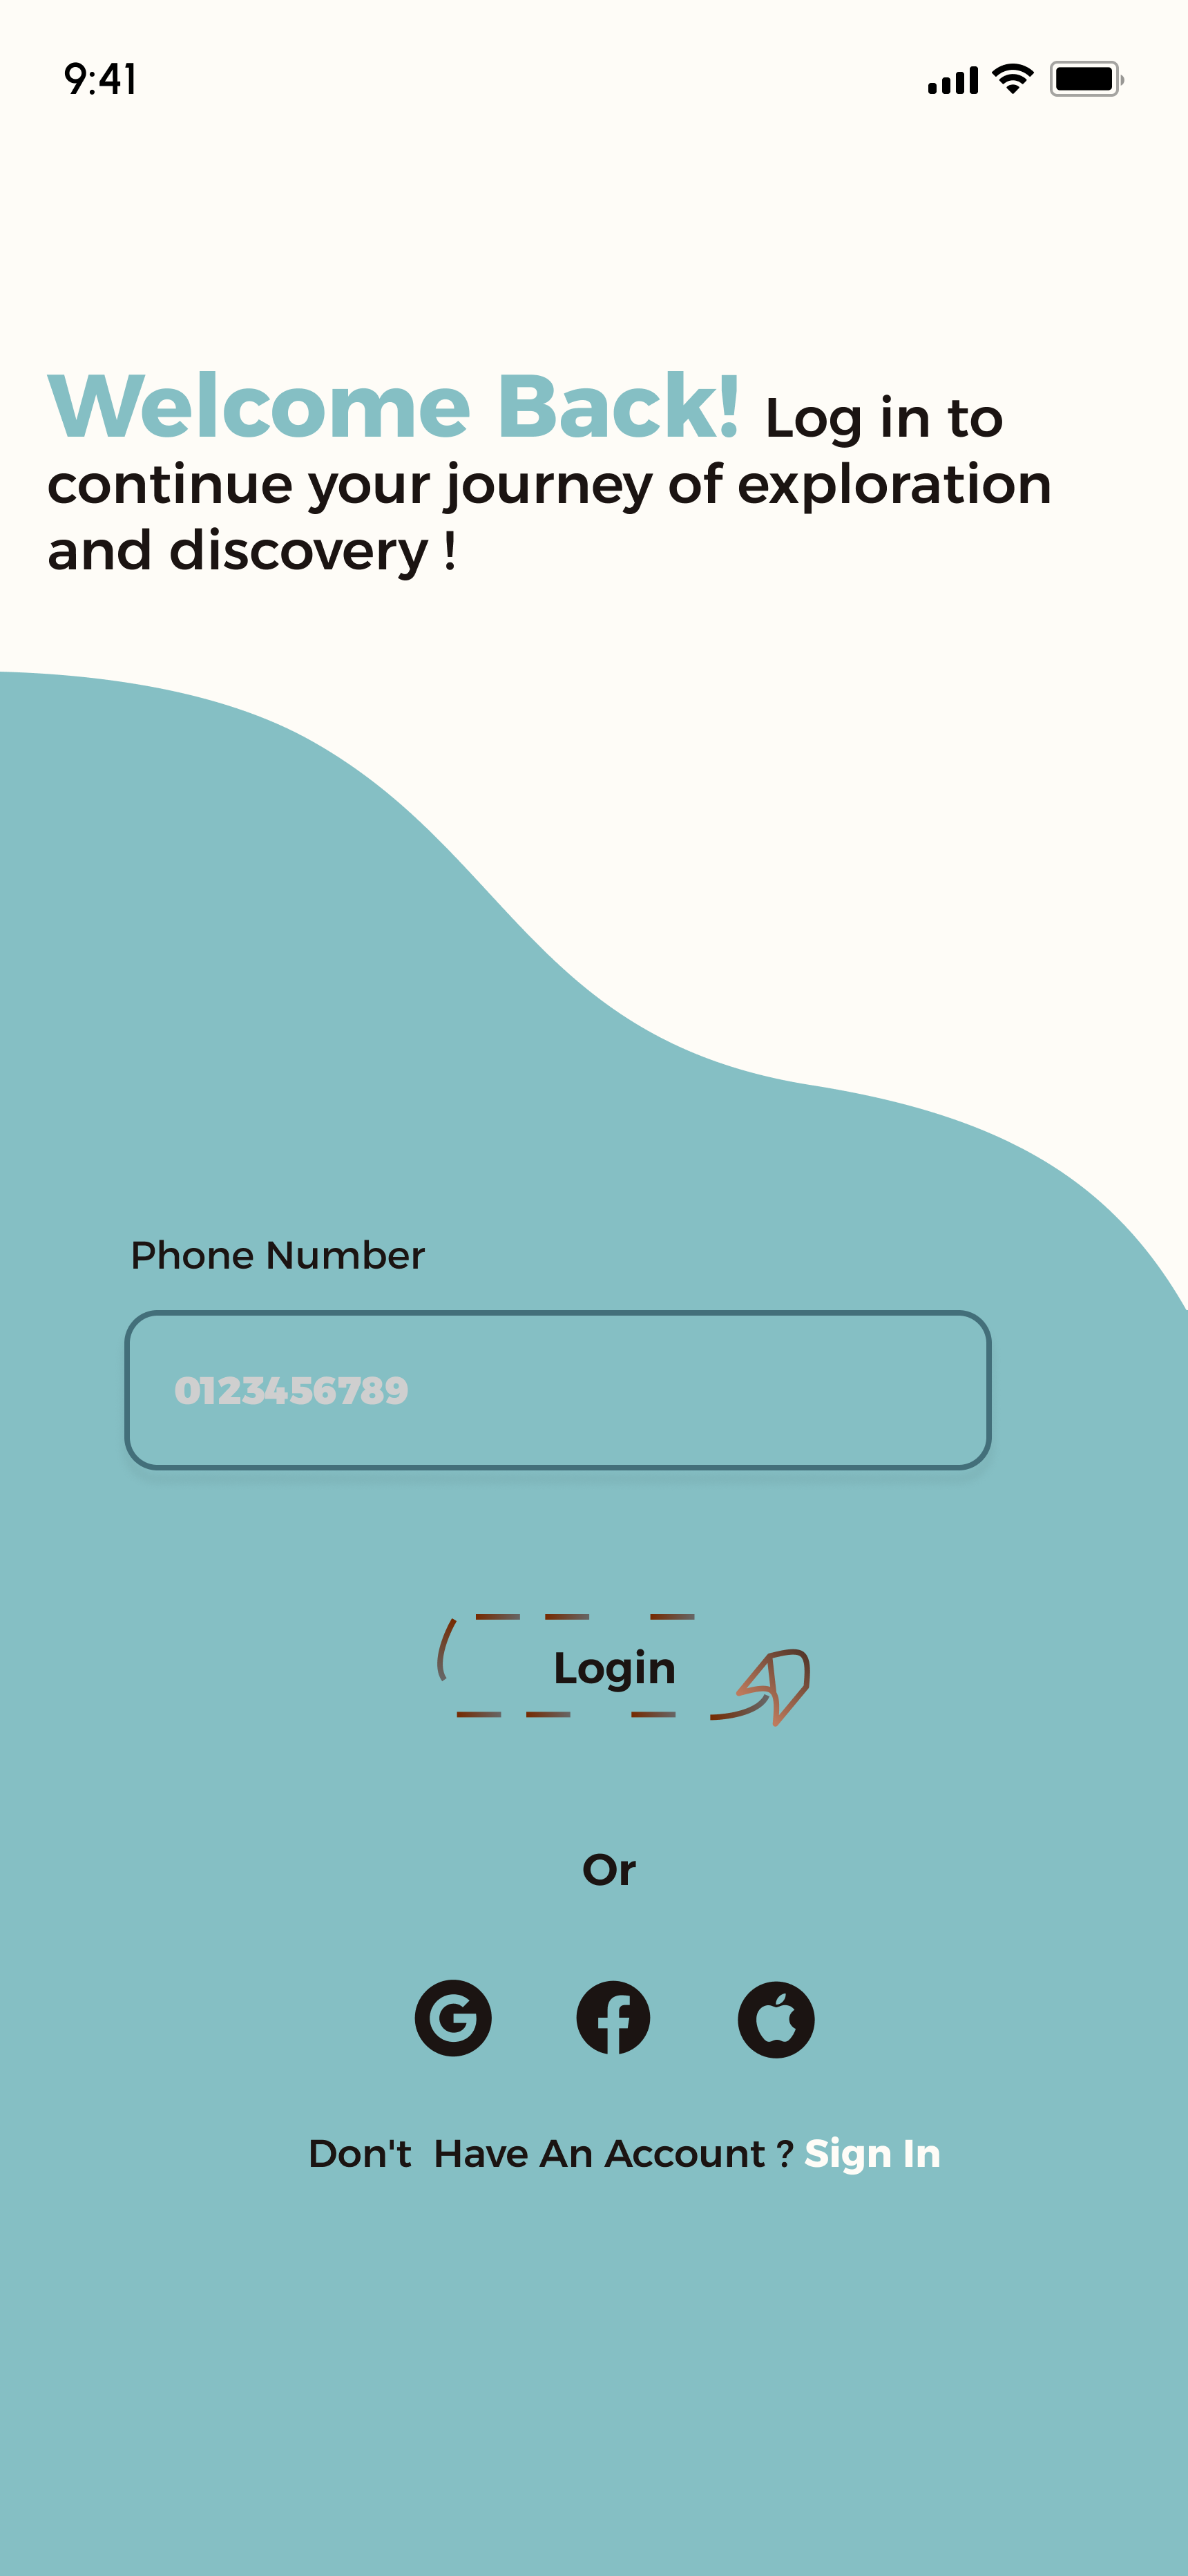 9:41
Welcome Back! Log in to
continue your journey of exploration
and discovery !
Phone Number
0123456789
Login
Or
Don't  Have An Account ? Sign In